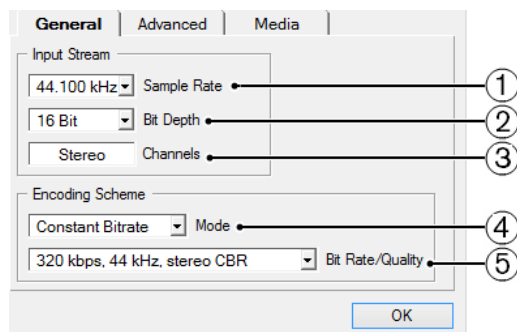 General Advanced Media
Input Stream
44.100 kHz Sample Rate ①
16 Bit Bit Depth ②
Stereo Channels ③
Encoding Scheme
Constant Bitrate Mode ④
320 kbps, 44 kHz, stereo CBR Bit Rate/Quality ⑤
OK